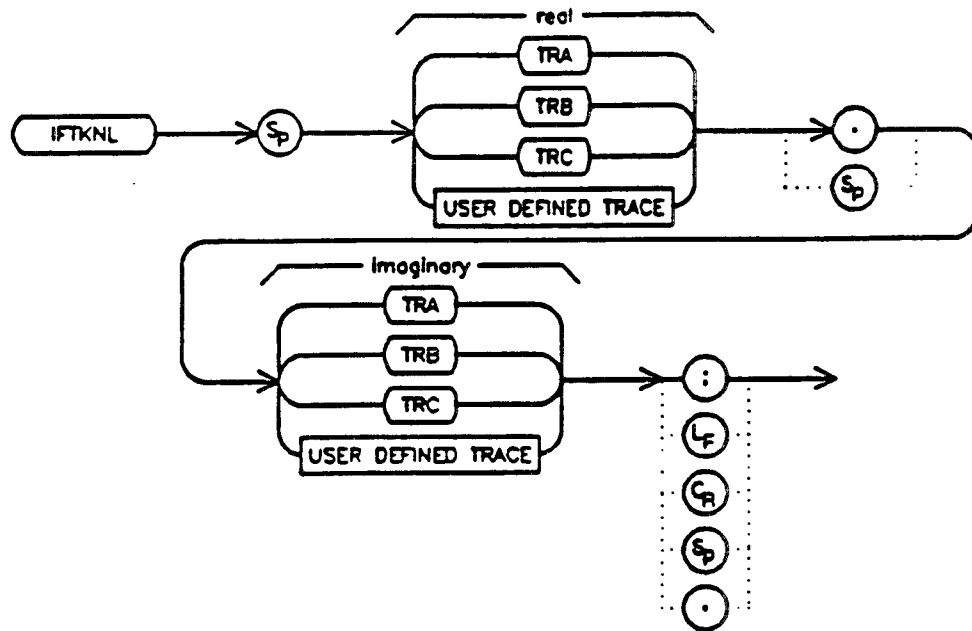 real
TRA
TRB
TRC
USER DEFINED TRACE
IFTKNL
SP
.
SP
imaginary
TRA
TRB
TRC
USER DEFINED TRACE
;
LF
CR
SP
.